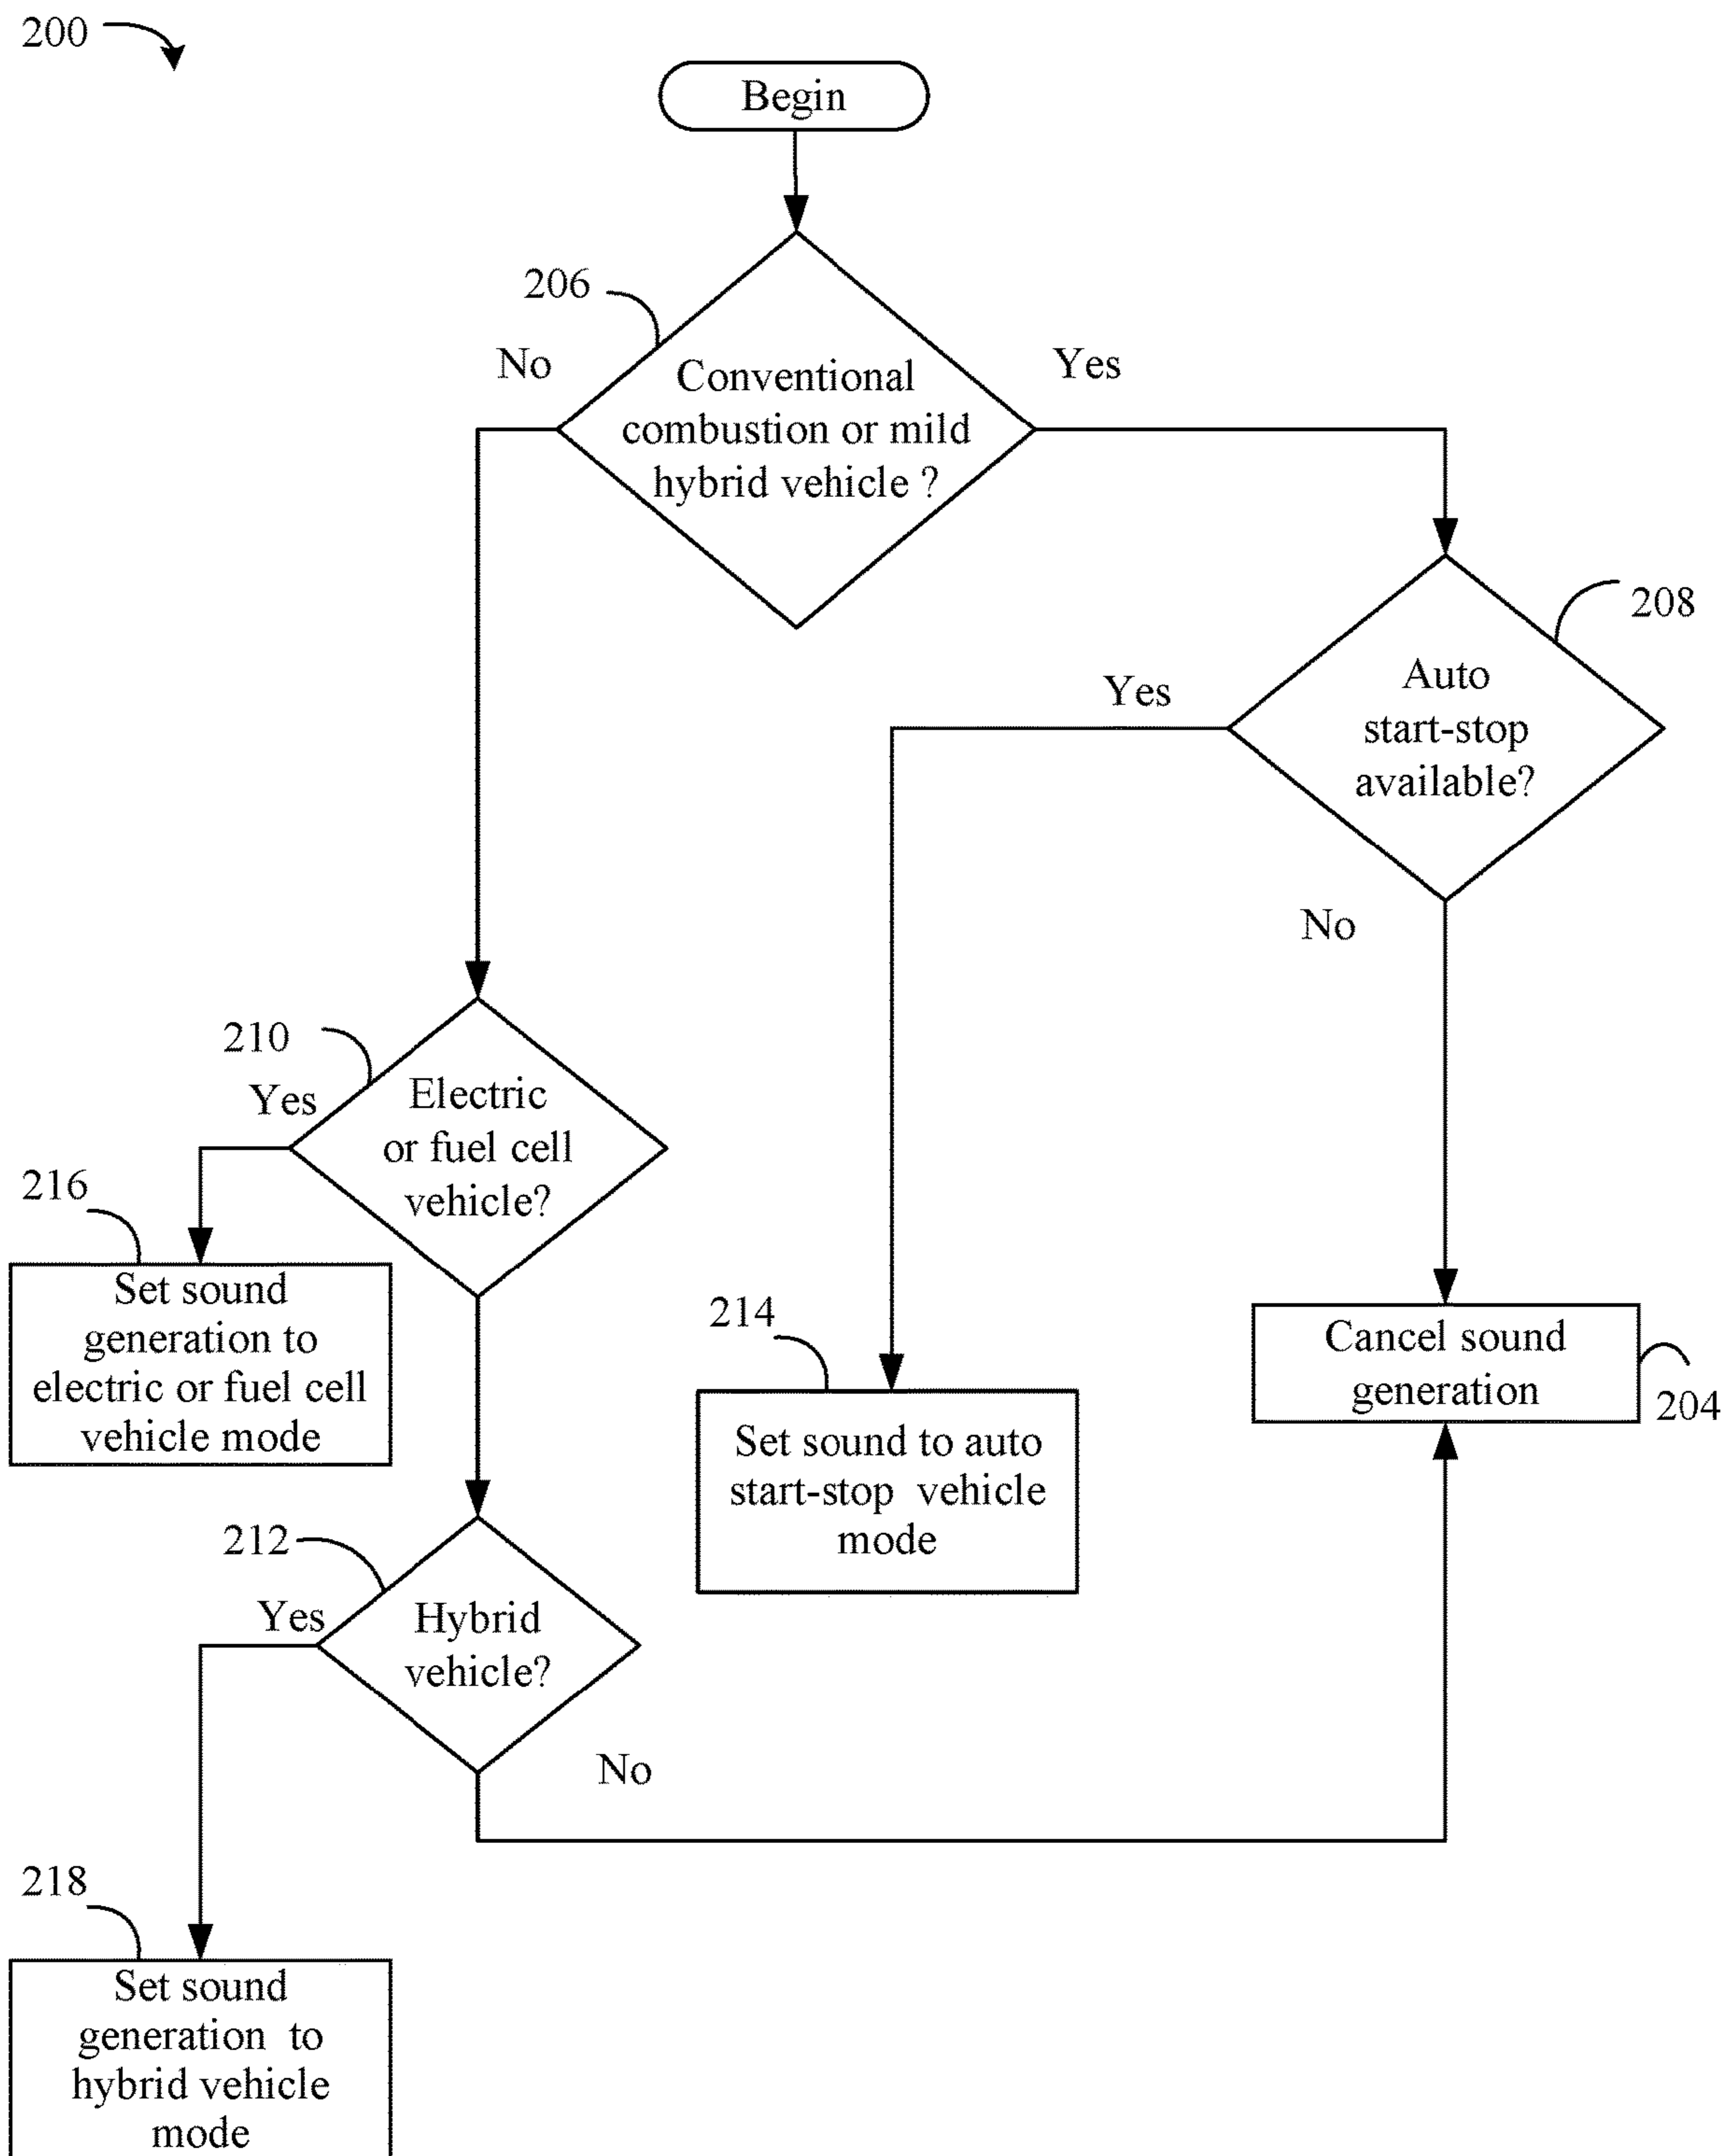 200
Begin
206
No
Yes
Conventional
combustion or mild
hybrid vehicle ?
208
Yes
Auto
start-stop
available?
No
210
Yes
Electric
or fuel cell
vehicle?
216
Set sound
generation to
electric or fuel cell
vehicle mode
214
Set sound to auto
start-stop vehicle
mode
Cancel sound
generation
204
212
Yes
Hybrid
vehicle?
No
218
Set sound
generation to
hybrid vehicle
mode